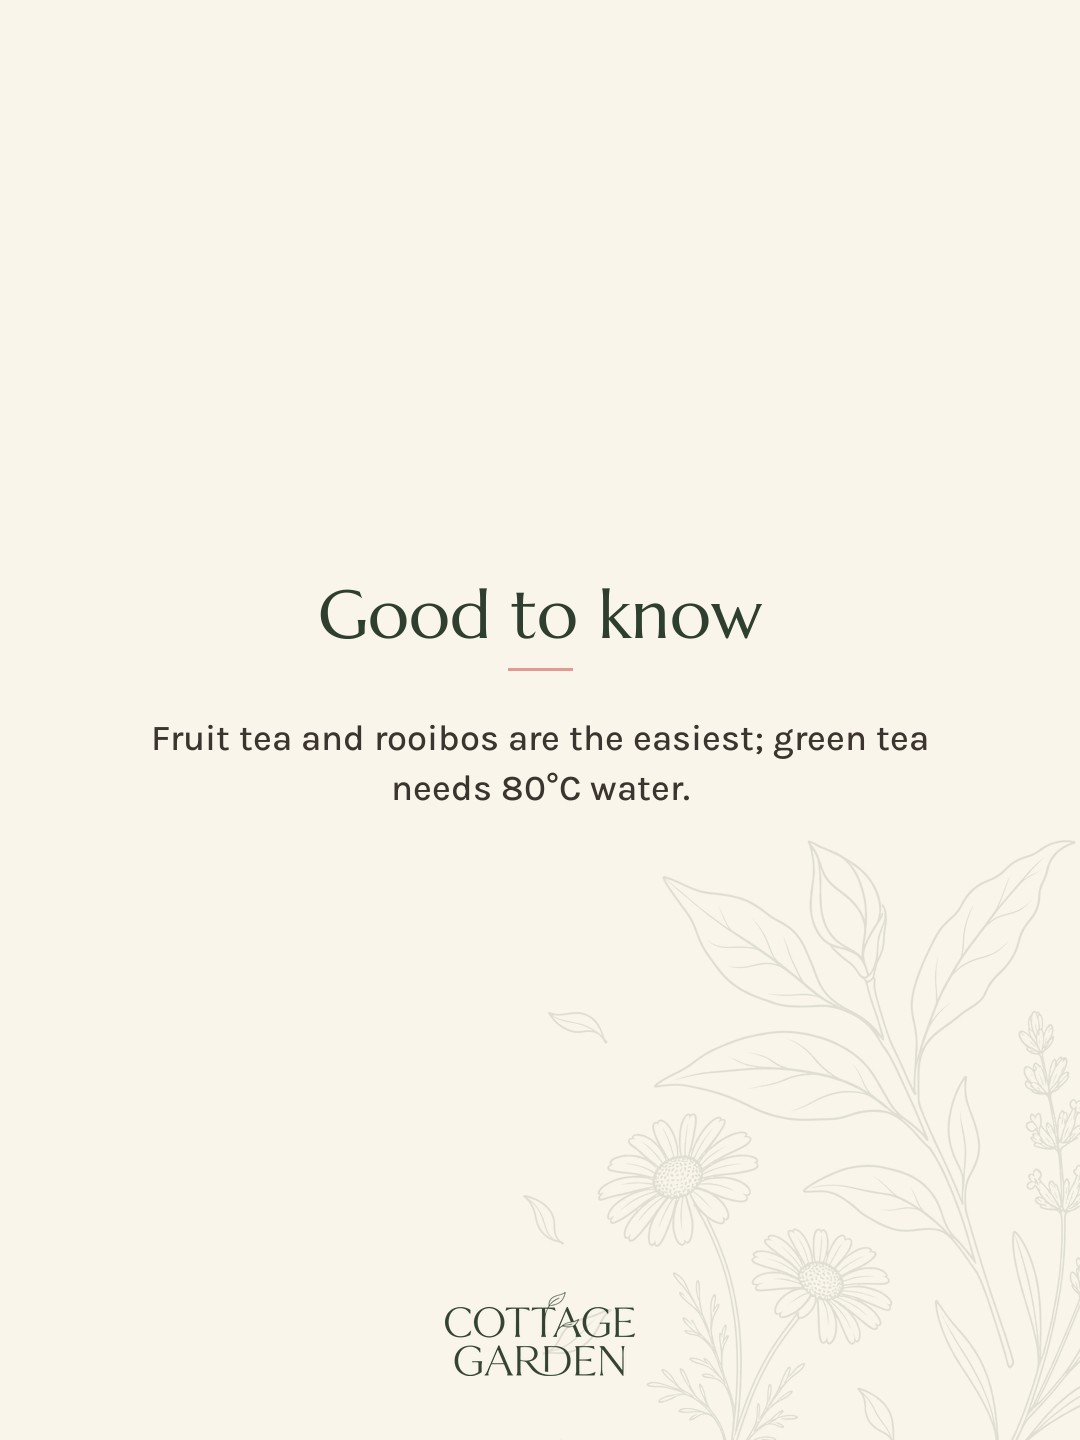 Good to know
Fruit tea and rooibos are the easiest; green tea
needs 80°C water.
COTTAGE
GARDEN